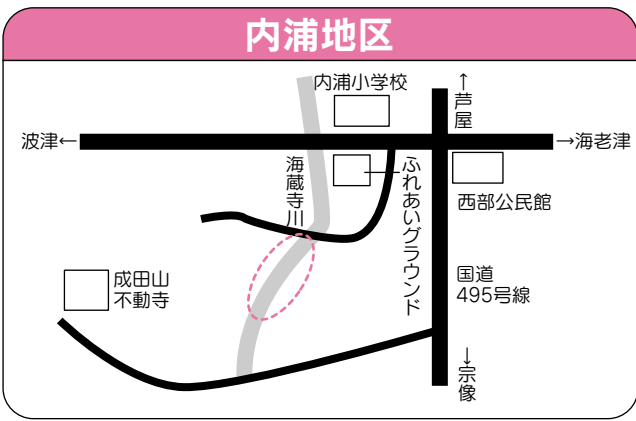 内浦地区
内浦小学校
↑芦屋
波津←
→海老津
海蔵寺川
ふれあいグラウンド
西部公民館
成田山
不動寺
国道
495号線
↓宗像